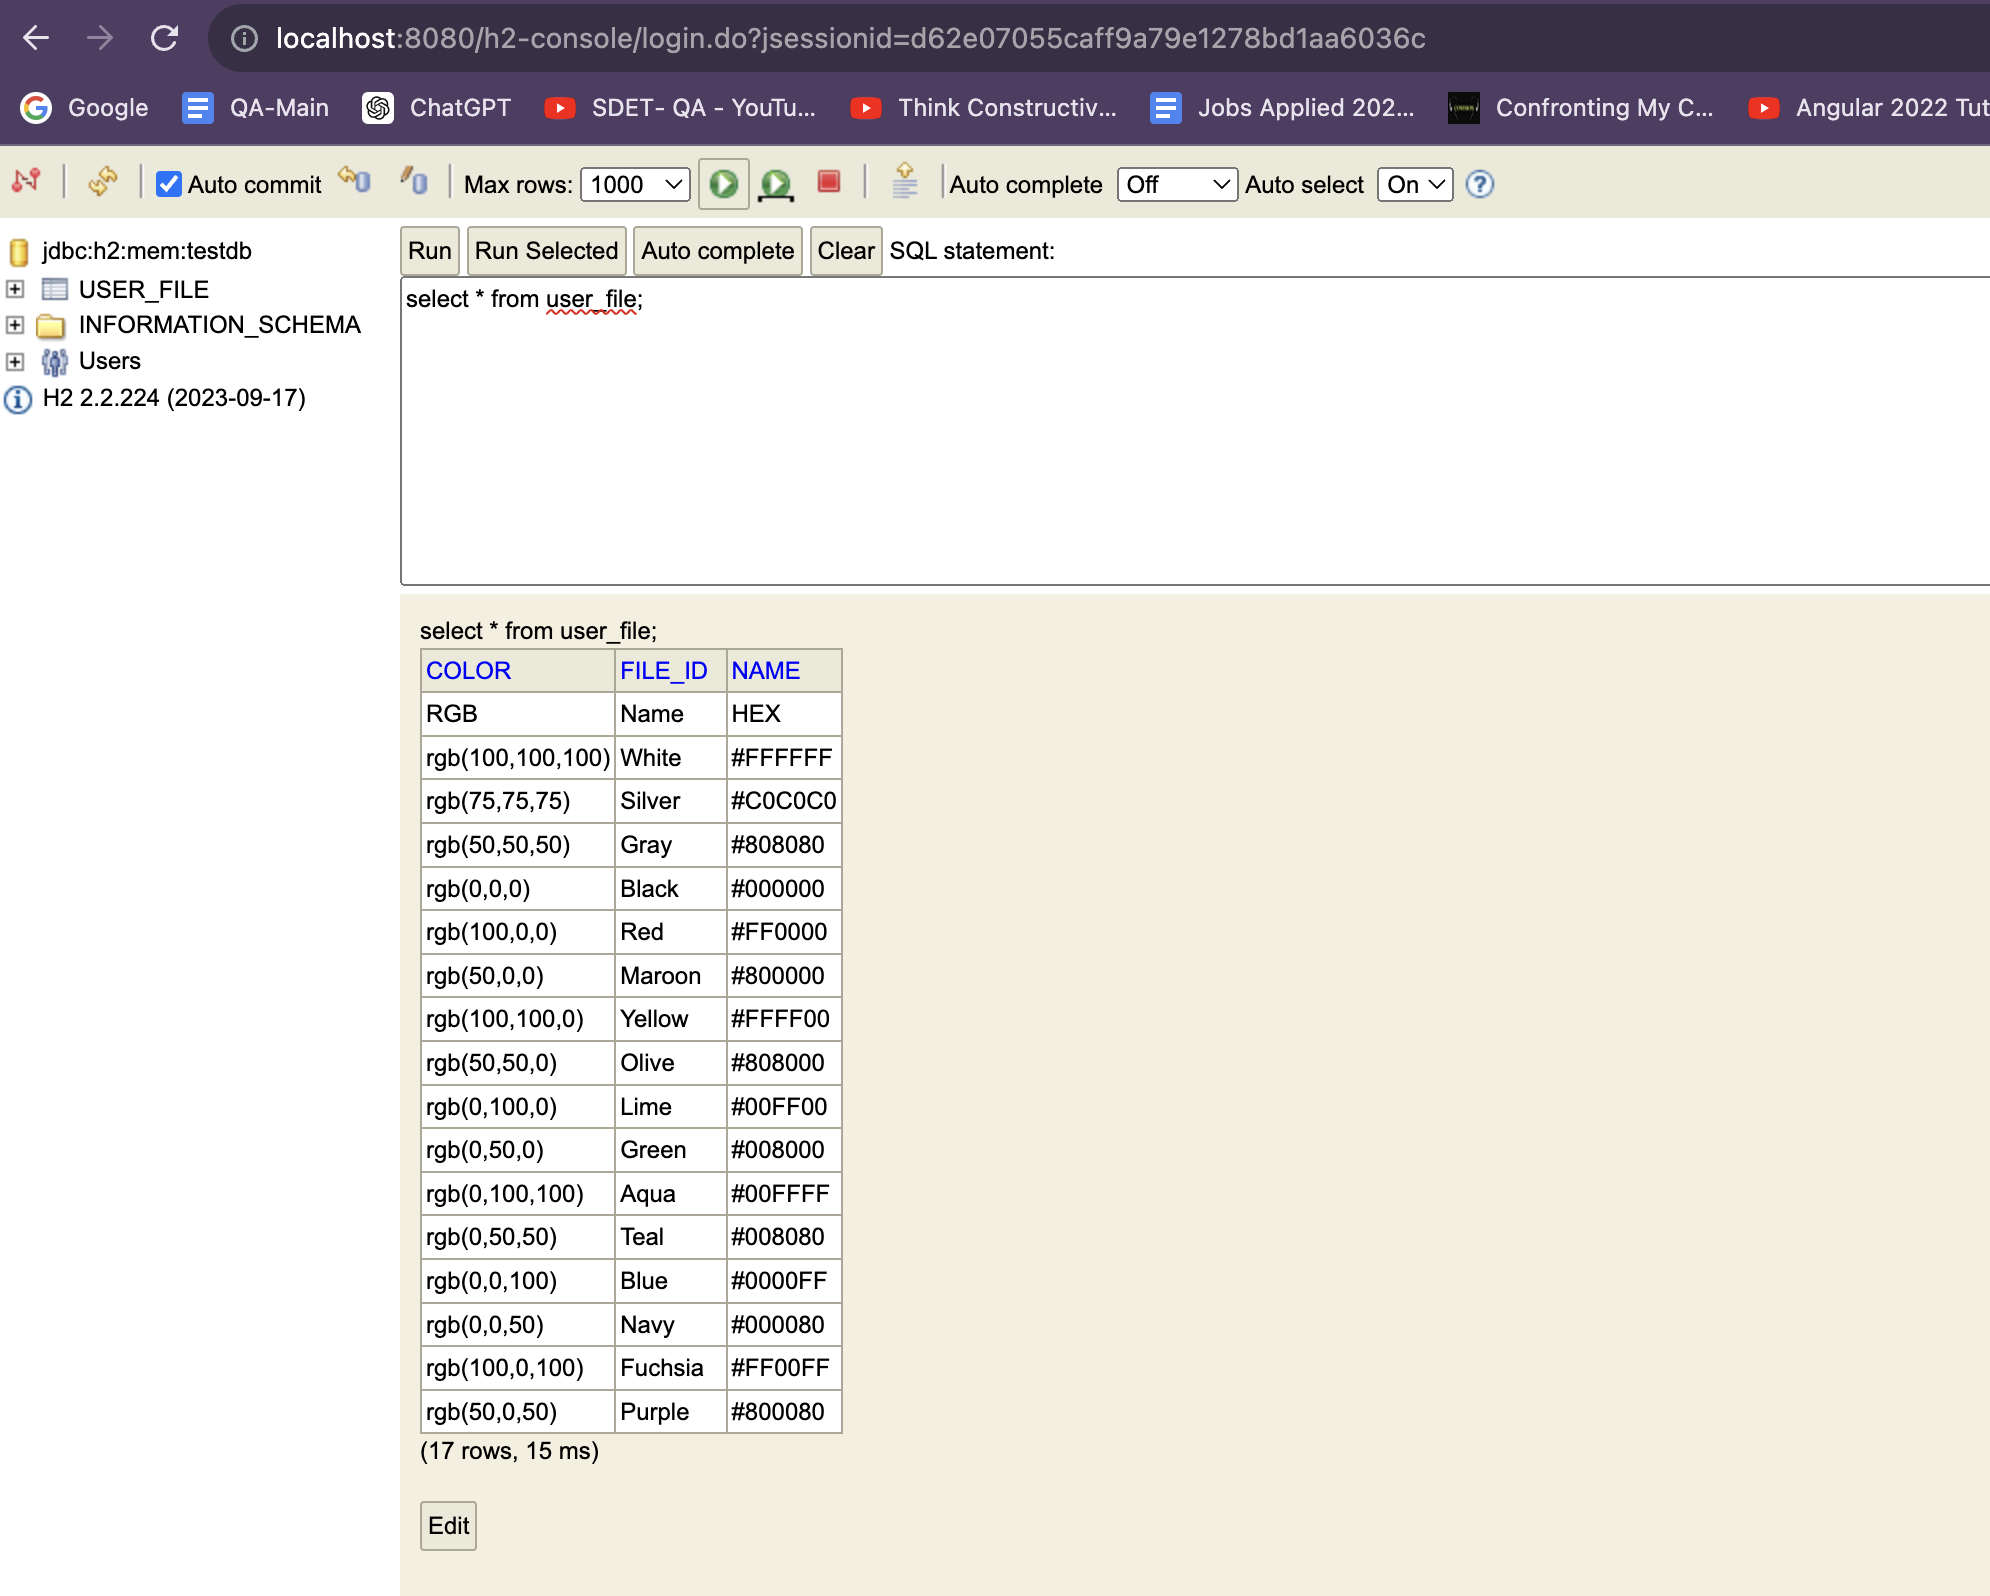 localhost:8080/h2-console/login.do?jsessionid=d62e07055caff9a79e1278bd1aa6036c
Google QA-Main ChatGPT SDET- QA - YouTu... Think Constructiv... Jobs Applied 202... Confronting My C... Angular 2022 Tut
Auto commit Max rows: 1000 Auto complete Off Auto select On ?
jdbc:h2:mem:testdb
USER_FILE
INFORMATION_SCHEMA
Users
H2 2.2.224 (2023-09-17)
Run Run Selected Auto complete Clear SQL statement:
select * from user_file;
select * from user_file;
COLOR FILE_ID NAME
RGB Name HEX
rgb(100,100,100) White #FFFFFF
rgb(75,75,75) Silver #C0C0C0
rgb(50,50,50) Gray #808080
rgb(0,0,0) Black #000000
rgb(100,0,0) Red #FF0000
rgb(50,0,0) Maroon #800000
rgb(100,100,0) Yellow #FFFF00
rgb(50,50,0) Olive #808000
rgb(0,100,0) Lime #00FF00
rgb(0,50,0) Green #008000
rgb(0,100,100) Aqua #00FFFF
rgb(0,50,50) Teal #008080
rgb(0,0,100) Blue #0000FF
rgb(0,0,50) Navy #000080
rgb(100,0,100) Fuchsia #FF00FF
rgb(50,0,50) Purple #800080
(17 rows, 15 ms)
Edit